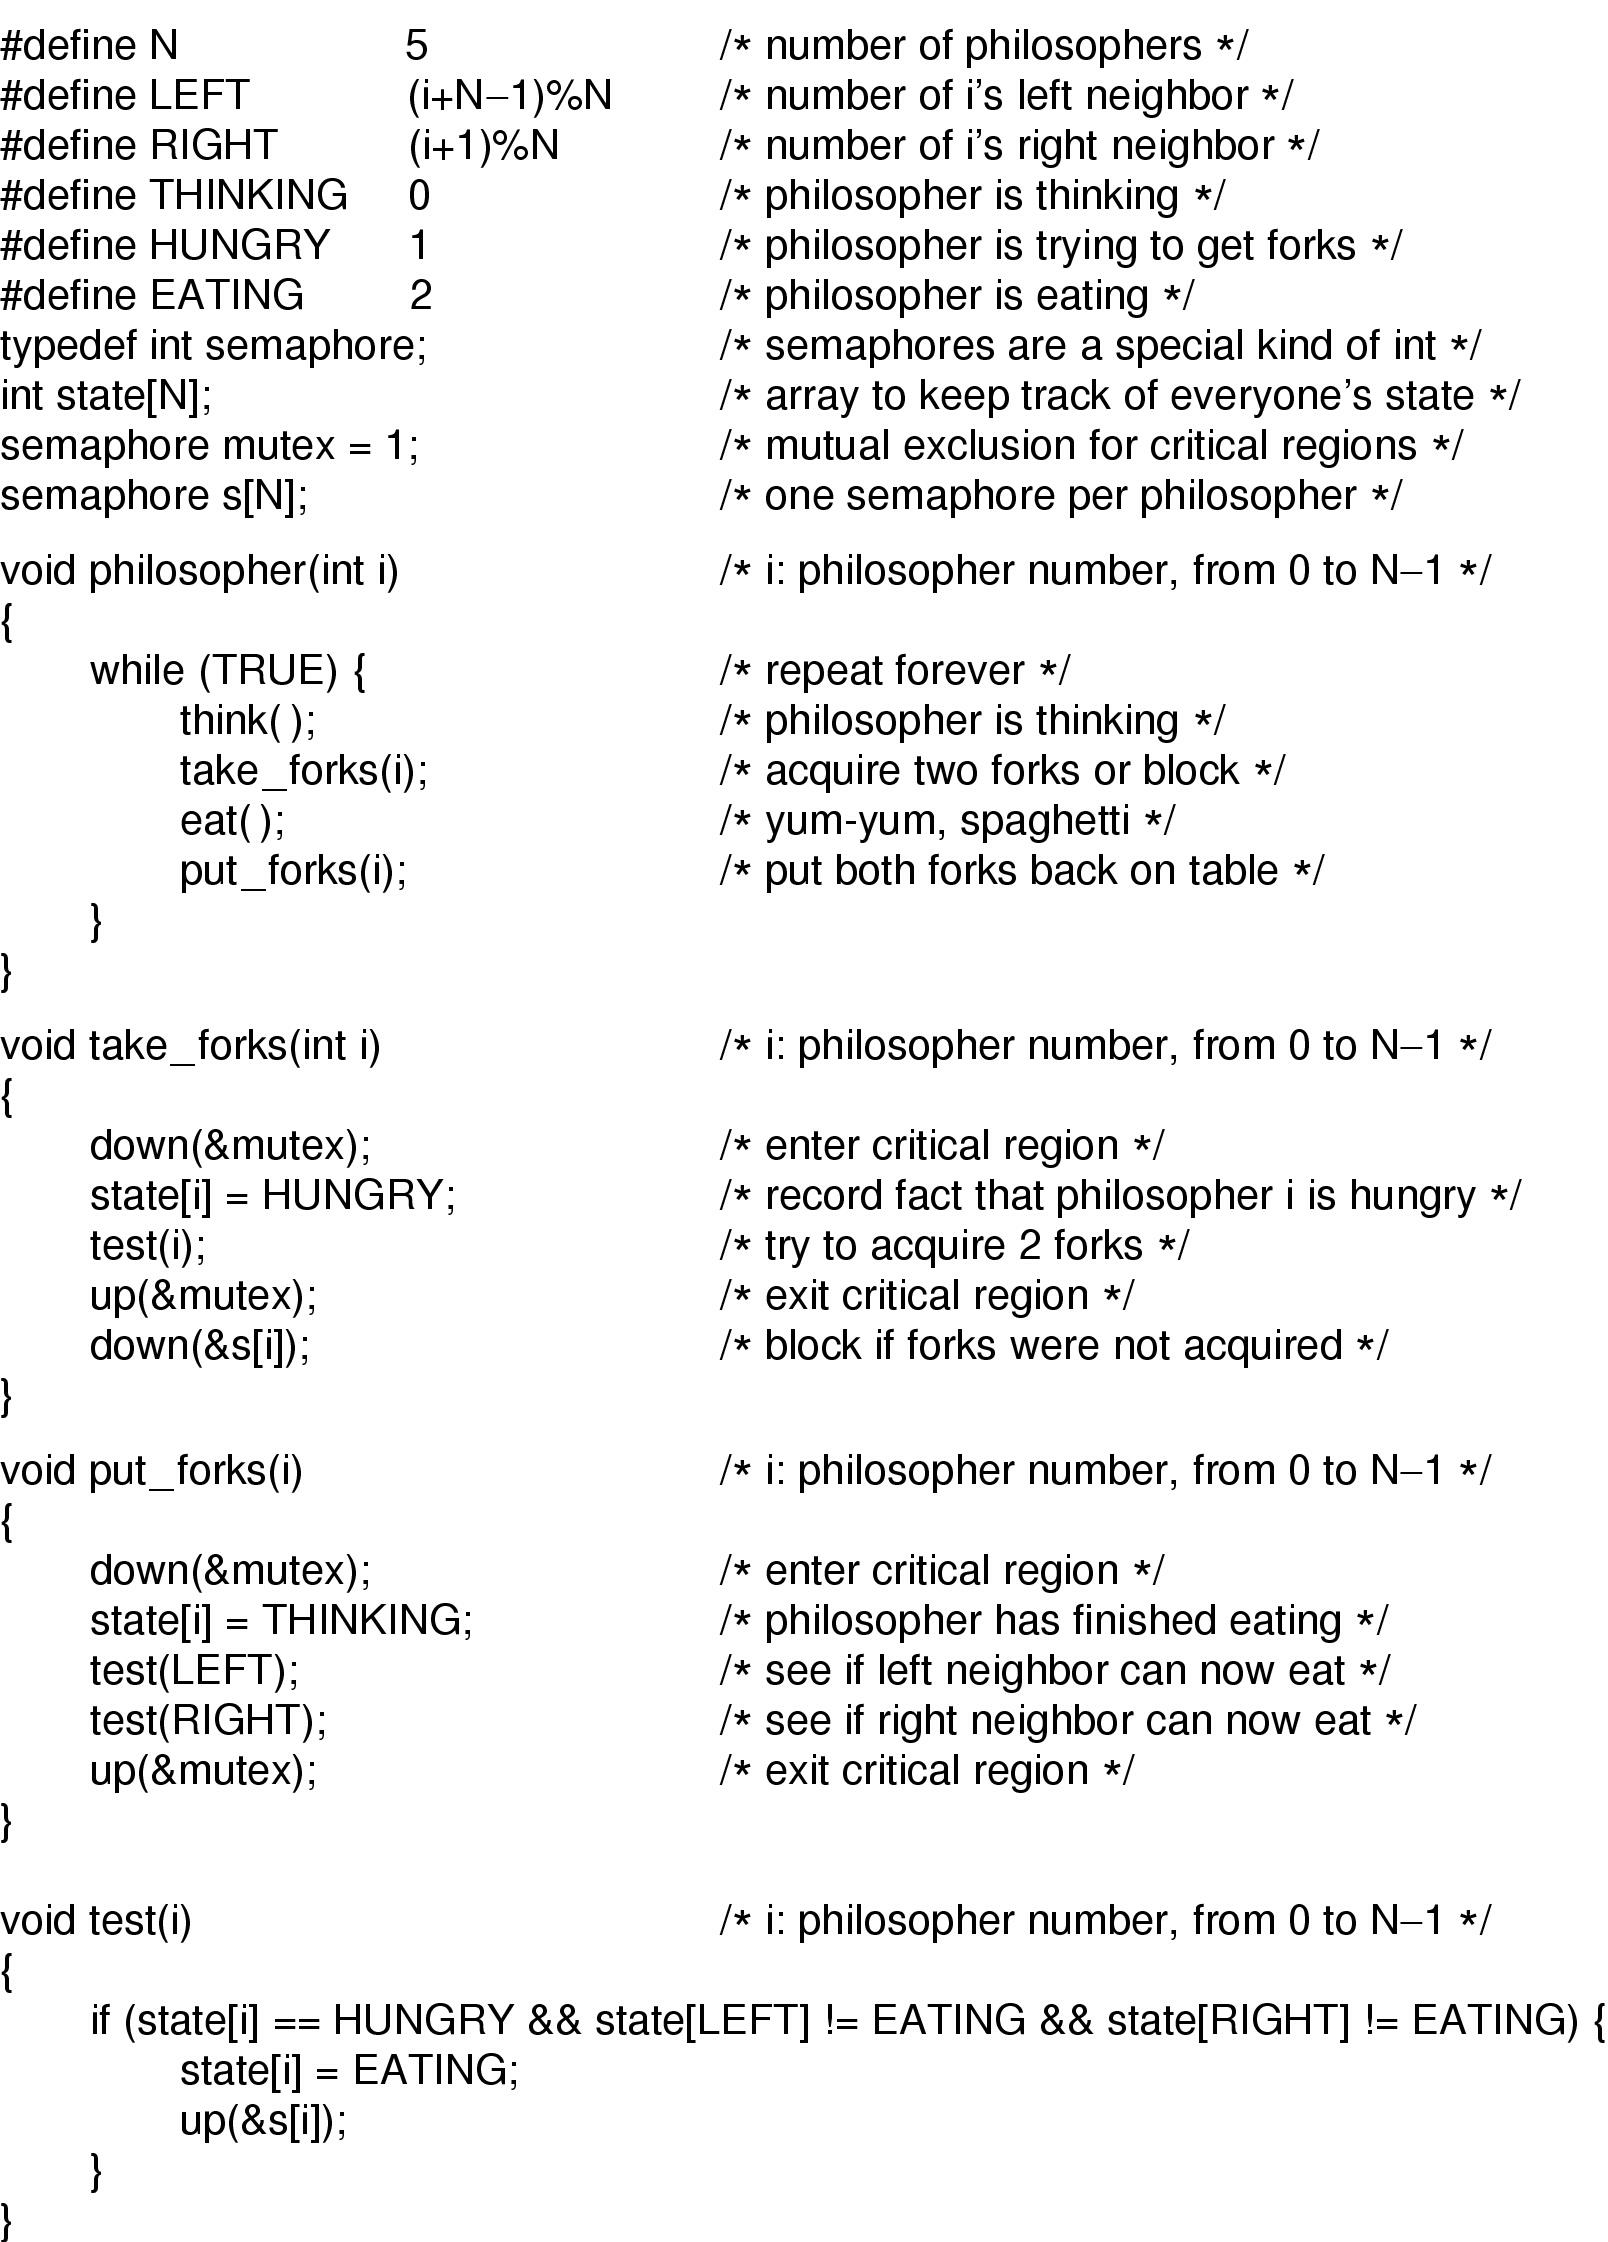 #define N 5 /* number of philosophers */
#define LEFT (i+N−1)%N /* number of i’s left neighbor */
#define RIGHT (i+1)%N /* number of i’s right neighbor */
#define THINKING 0 /* philosopher is thinking */
#define HUNGRY 1 /* philosopher is trying to get forks */
#define EATING 2 /* philosopher is eating */
typedef int semaphore; /* semaphores are a special kind of int */
int state[N]; /* array to keep track of everyone’s state */
semaphore mutex = 1; /* mutual exclusion for critical regions */
semaphore s[N]; /* one semaphore per philosopher */
void philosopher(int i) /* i: philosopher number, from 0 to N−1 */
{
while (TRUE) { /* repeat forever */
think( ); /* philosopher is thinking */
take_forks(i); /* acquire two forks or block */
eat( ); /* yum-yum, spaghetti */
put_forks(i); /* put both forks back on table */
}
}
void take_forks(int i) /* i: philosopher number, from 0 to N−1 */
{
down(&mutex); /* enter critical region */
state[i] = HUNGRY; /* record fact that philosopher i is hungry */
test(i); /* try to acquire 2 forks */
up(&mutex); /* exit critical region */
down(&s[i]); /* block if forks were not acquired */
}
void put_forks(i) /* i: philosopher number, from 0 to N−1 */
{
down(&mutex); /* enter critical region */
state[i] = THINKING; /* philosopher has finished eating */
test(LEFT); /* see if left neighbor can now eat */
test(RIGHT); /* see if right neighbor can now eat */
up(&mutex); /* exit critical region */
}
void test(i) /* i: philosopher number, from 0 to N−1 */
{
if (state[i] == HUNGRY && state[LEFT] != EATING && state[RIGHT] != EATING) {
state[i] = EATING;
up(&s[i]);
}
}